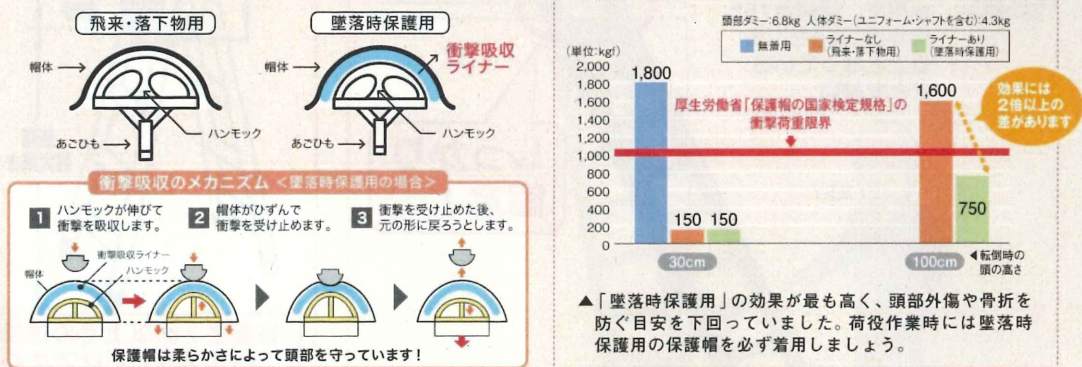 飛来・落下物用
帽体
ハンモック
あごひも
墜落時保護用
衝撃吸収
ライナー
帽体
ハンモック
あごひも
衝撃吸収のメカニズム <墜落時保護用の場合>
1 ハンモックが伸びて
衝撃を吸収します。
2 帽体がひずんで
衝撃を受け止めます。
3 衝撃を受け止めた後、
元の形に戻ろうとします。
衝撃吸収ライナー
帽体
ハンモック
保護帽は柔らかさによって頭部を守っています!
頭部ダミー:6.8kg 人体ダミー(ユニフォーム・シャフトを含む):4.3kg
無着用
ライナーなし
(飛来・落下物用)
ライナーあり
(墜落時保護用)
(単位:kgf)
2,000
1,800
1,600
1,400
1,200
1,000
800
600
400
200
0
1,800
150
150
1,600
750
厚生労働省「保護帽の国家検定規格」の
衝撃荷重限界
効果には
2倍以上の
差があります
30cm
100cm
◀転倒時の
頭の高さ
▲「墜落時保護用」の効果が最も高く、頭部外傷や骨折を
防ぐ目安を下回っていました。荷役作業時には墜落時
保護用の保護帽を必ず着用しましょう。